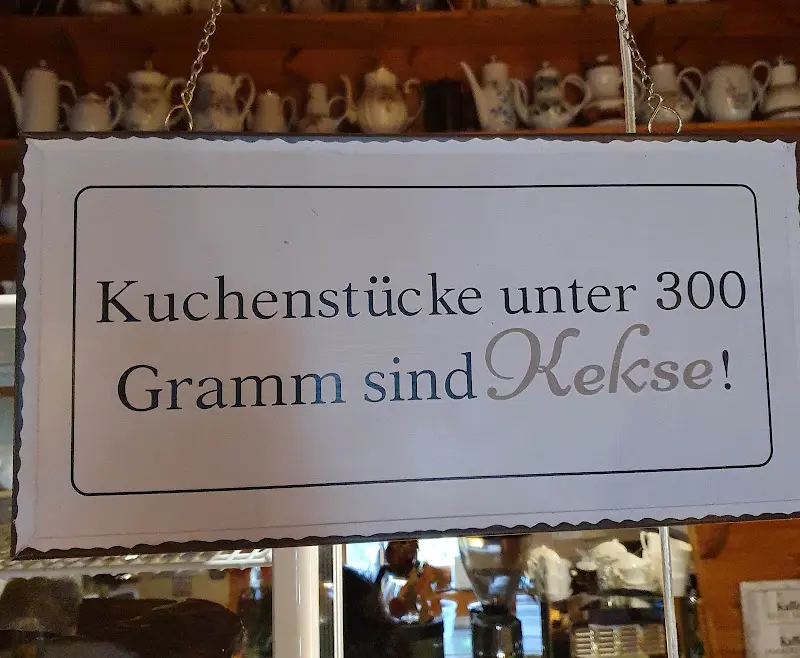 Kuchenstücke unter 300
Gramm sind Kekse!